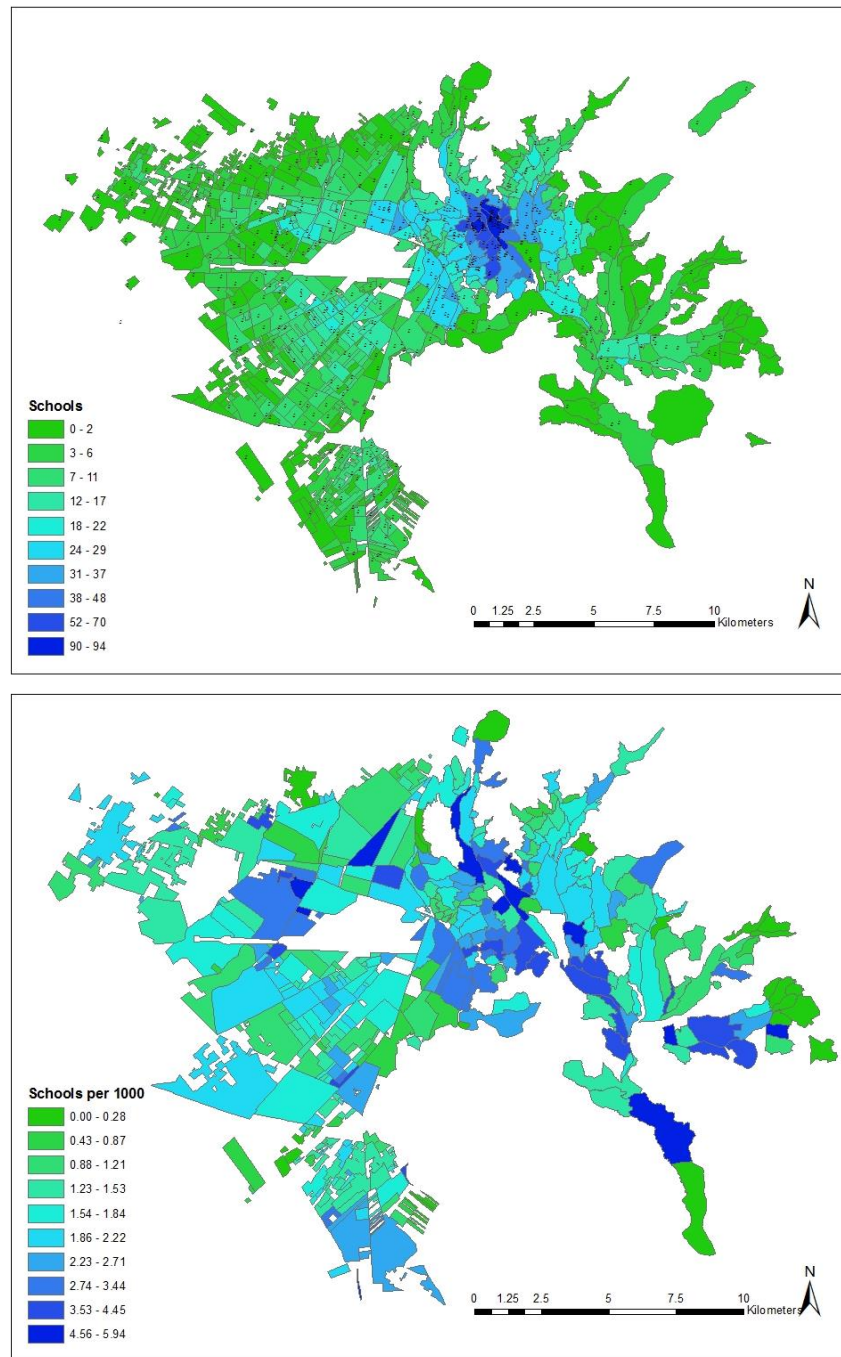 Schools
0 - 2
3 - 6
7 - 11
12 - 17
18 - 22
24 - 29
31 - 37
38 - 48
52 - 70
90 - 94
N
0 1.25 2.5 5 7.5 10
Kilometers
Schools per 1000
0.00 - 0.28
0.43 - 0.87
0.88 - 1.21
1.23 - 1.53
1.54 - 1.84
1.86 - 2.22
2.23 - 2.71
2.74 - 3.44
3.53 - 4.45
4.56 - 5.94
N
0 1.25 2.5 5 7.5 10
Kilometers